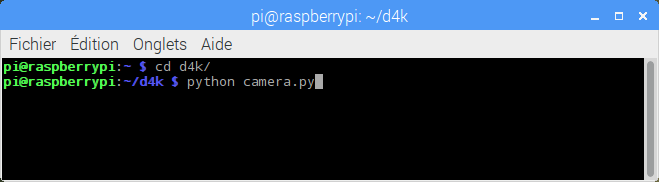 pi@raspberrypi: ~/d4k
Fichier Édition Onglets Aide
pi@raspberrypi:~ $ cd d4k/
pi@raspberrypi:~/d4k $ python camera.py